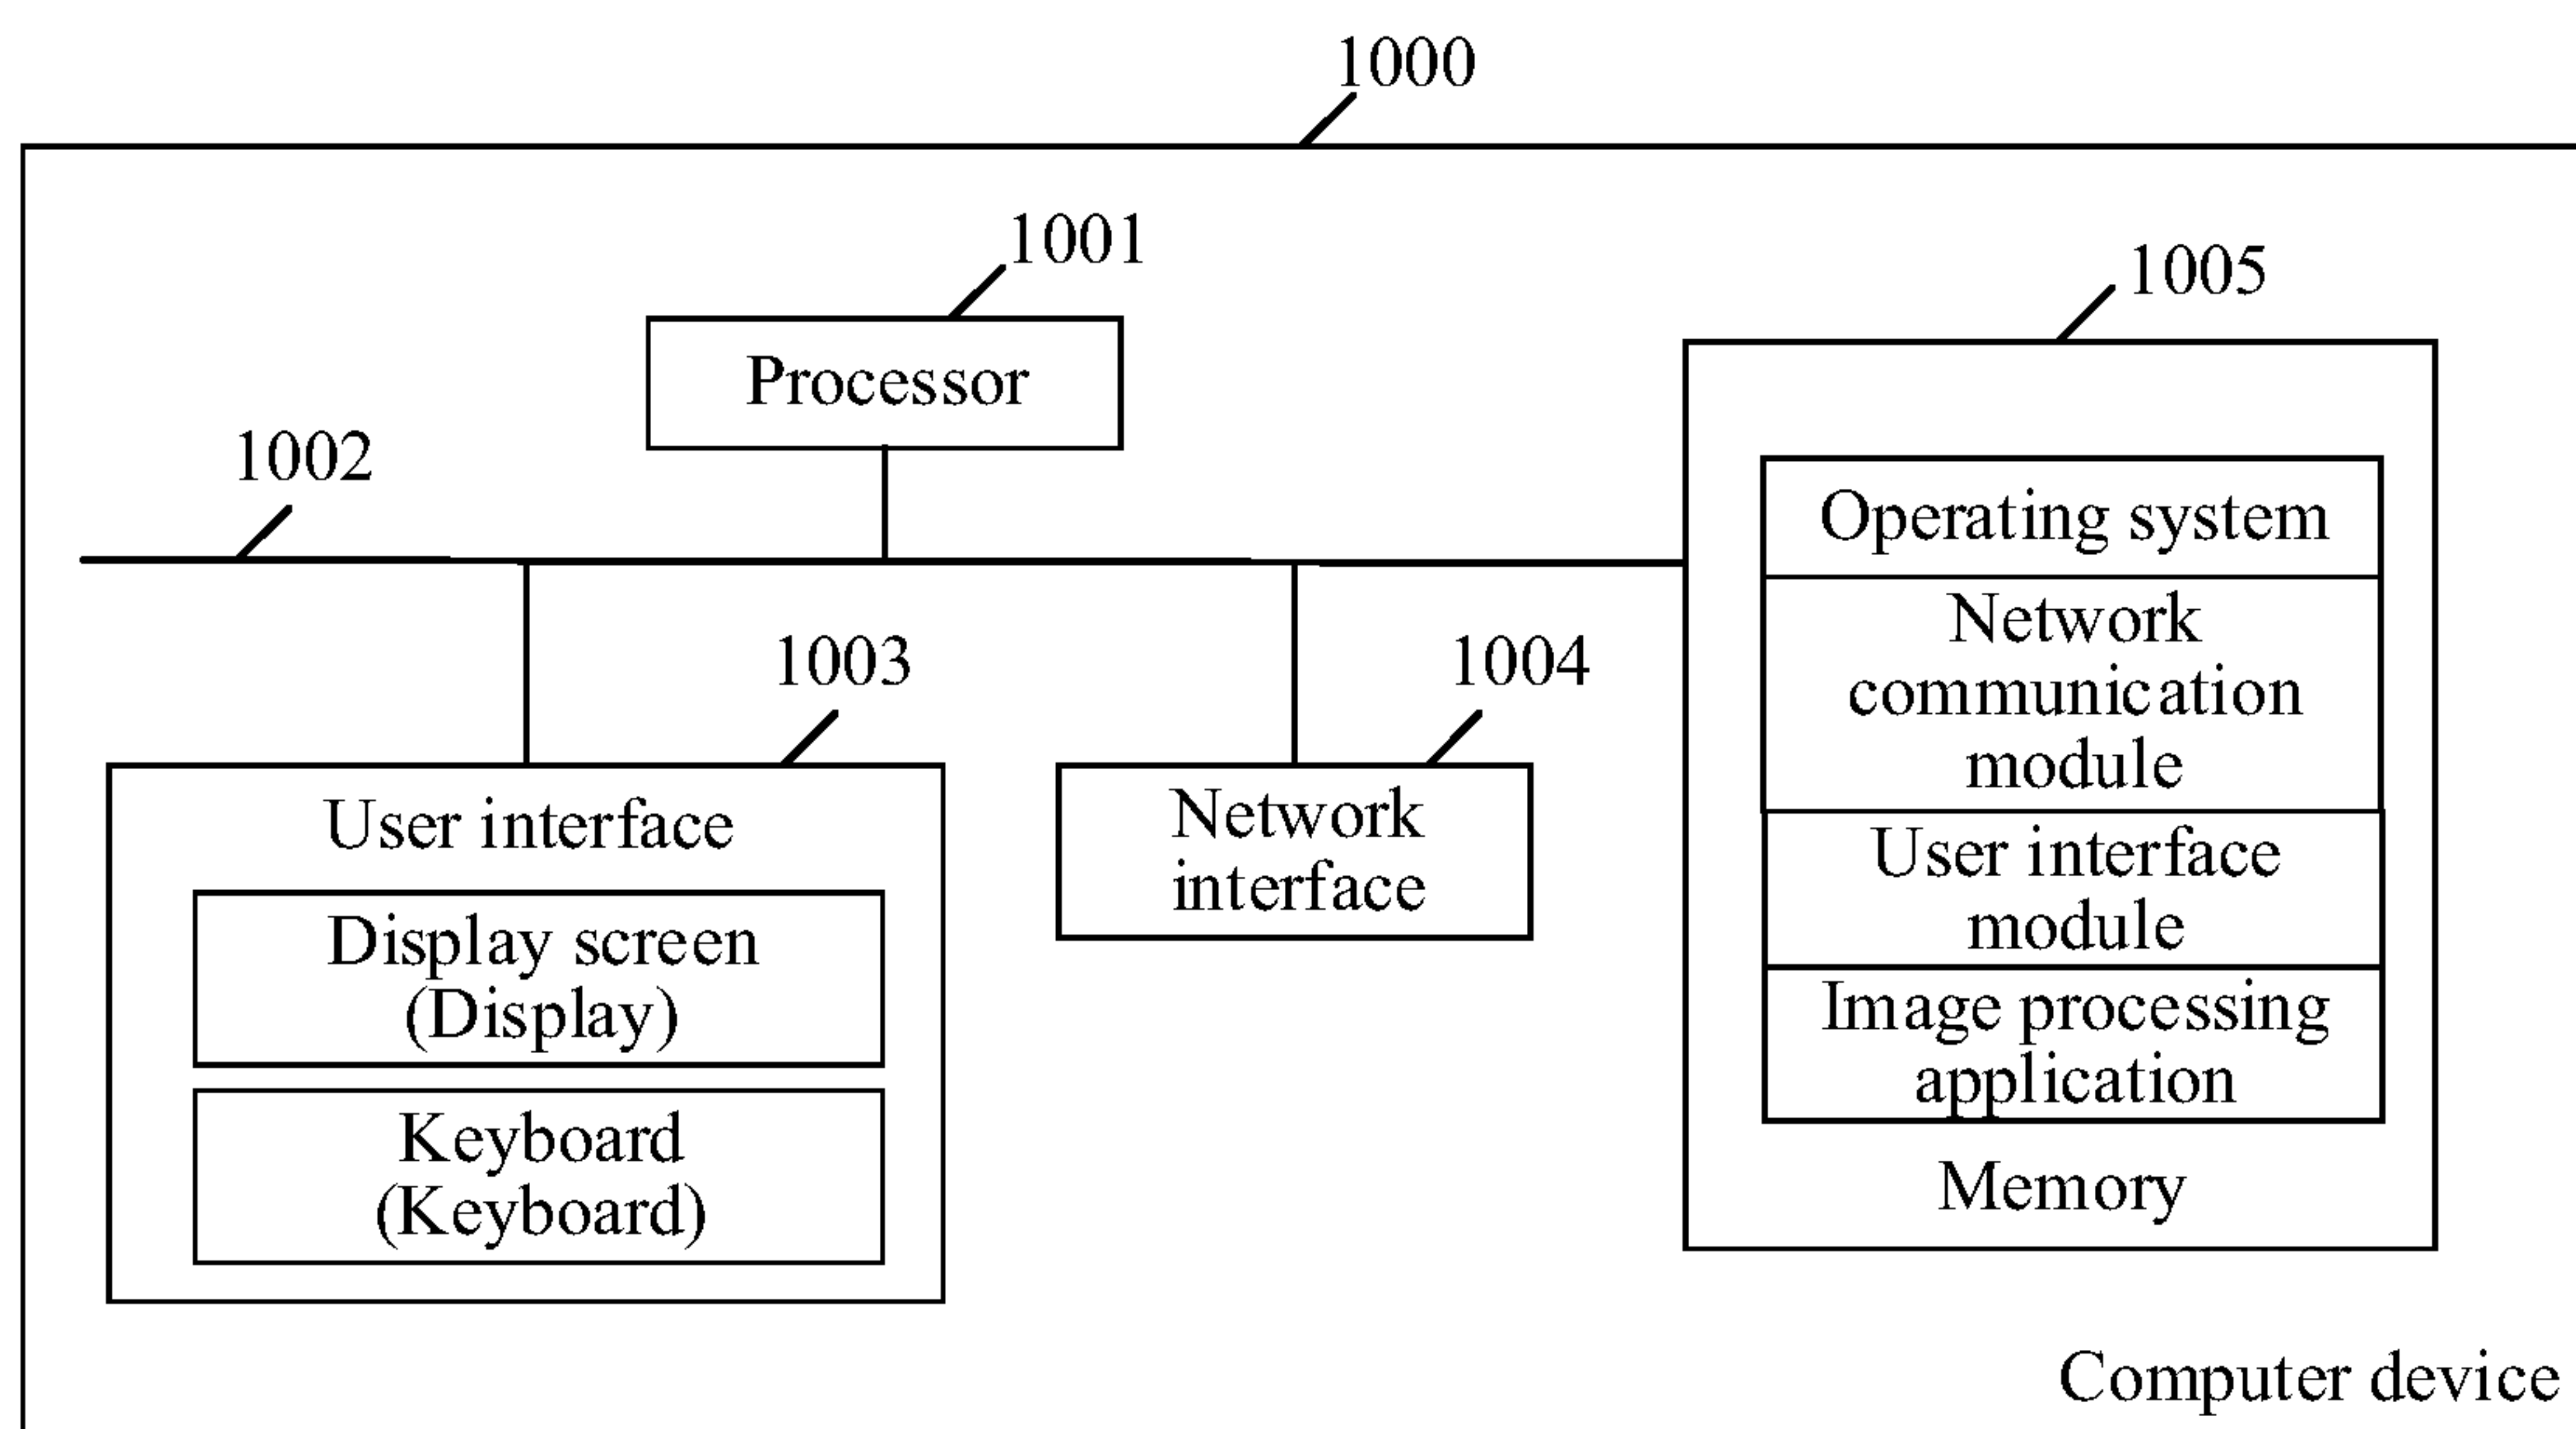 1000
1001
Processor
1002
1003
User interface
Display screen
(Display)
Keyboard
(Keyboard)
1004
Network
interface
1005
Operating system
Network
communication
module
User interface
module
Image processing
application
Memory
Computer device